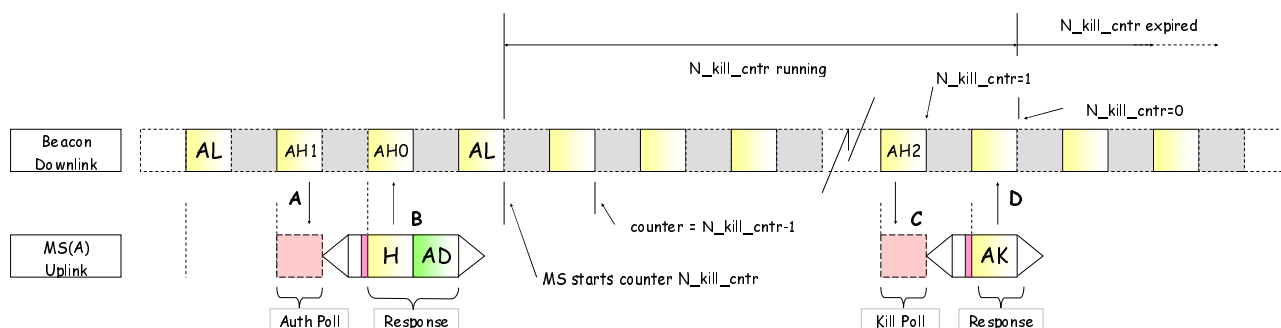 N_kill_cntr expired
N_kill_cntr running
N_kill_cntr=1
N_kill_cntr=0
Beacon
Downlink
AL
AH1
AH0
AL
AH2
A
B
C
D
counter = N_kill_cntr-1
MS(A)
Uplink
H
AD
AK
MS starts counter N_kill_cntr
Auth Poll
Response
Kill Poll
Response